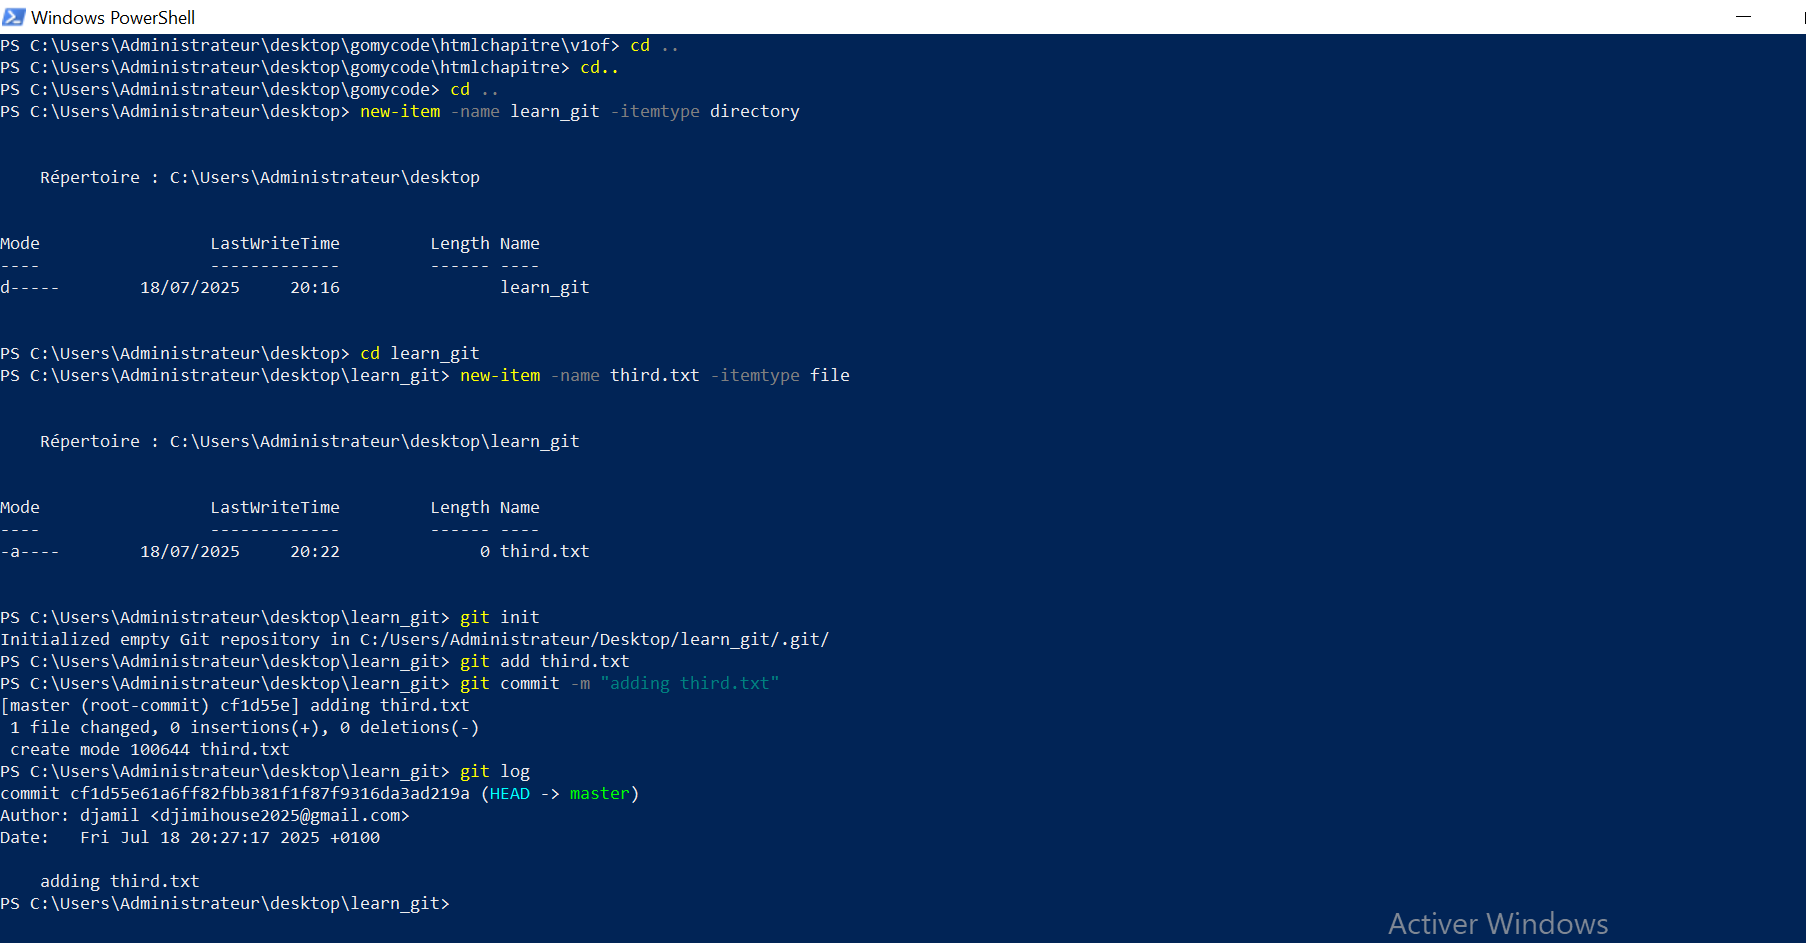 Windows PowerShell
PS C:\Users\Administrateur\desktop\gomycode\htmlchapitre\v1of> cd ..
PS C:\Users\Administrateur\desktop\gomycode\htmlchapitre> cd..
PS C:\Users\Administrateur\desktop\gomycode> cd ..
PS C:\Users\Administrateur\desktop> new-item -name learn_git -itemtype directory
Répertoire : C:\Users\Administrateur\desktop
Mode LastWriteTime Length Name
---- ------------- ------ ----
d----- 18/07/2025 20:16 learn_git
PS C:\Users\Administrateur\desktop> cd learn_git
PS C:\Users\Administrateur\desktop\learn_git> new-item -name third.txt -itemtype file
Répertoire : C:\Users\Administrateur\desktop\learn_git
Mode LastWriteTime Length Name
---- ------------- ------ ----
-a---- 18/07/2025 20:22 0 third.txt
PS C:\Users\Administrateur\desktop\learn_git> git init
Initialized empty Git repository in C:/Users/Administrateur/Desktop/learn_git/.git/
PS C:\Users\Administrateur\desktop\learn_git> git add third.txt
PS C:\Users\Administrateur\desktop\learn_git> git commit -m "adding third.txt"
[master (root-commit) cf1d55e] adding third.txt
1 file changed, 0 insertions(+), 0 deletions(-)
create mode 100644 third.txt
PS C:\Users\Administrateur\desktop\learn_git> git log
commit cf1d55e61a6ff82fbb381f1f87f9316da3ad219a (HEAD -> master)
Author: djamil <djimihouse2025@gmail.com>
Date: Fri Jul 18 20:27:17 2025 +0100
adding third.txt
PS C:\Users\Administrateur\desktop\learn_git>
Activer Windows